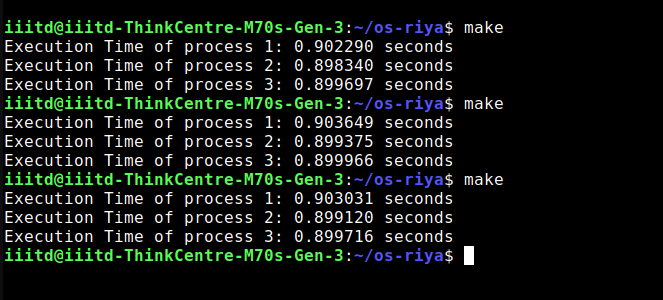 iiitd@iiitd-ThinkCentre-M70s-Gen-3:~/os-riya$ make
Execution Time of process 1: 0.902290 seconds
Execution Time of process 2: 0.898340 seconds
Execution Time of process 3: 0.899697 seconds
iiitd@iiitd-ThinkCentre-M70s-Gen-3:~/os-riya$ make
Execution Time of process 1: 0.903649 seconds
Execution Time of process 2: 0.899375 seconds
Execution Time of process 3: 0.899966 seconds
iiitd@iiitd-ThinkCentre-M70s-Gen-3:~/os-riya$ make
Execution Time of process 1: 0.903031 seconds
Execution Time of process 2: 0.899120 seconds
Execution Time of process 3: 0.899716 seconds
iiitd@iiitd-ThinkCentre-M70s-Gen-3:~/os-riya$